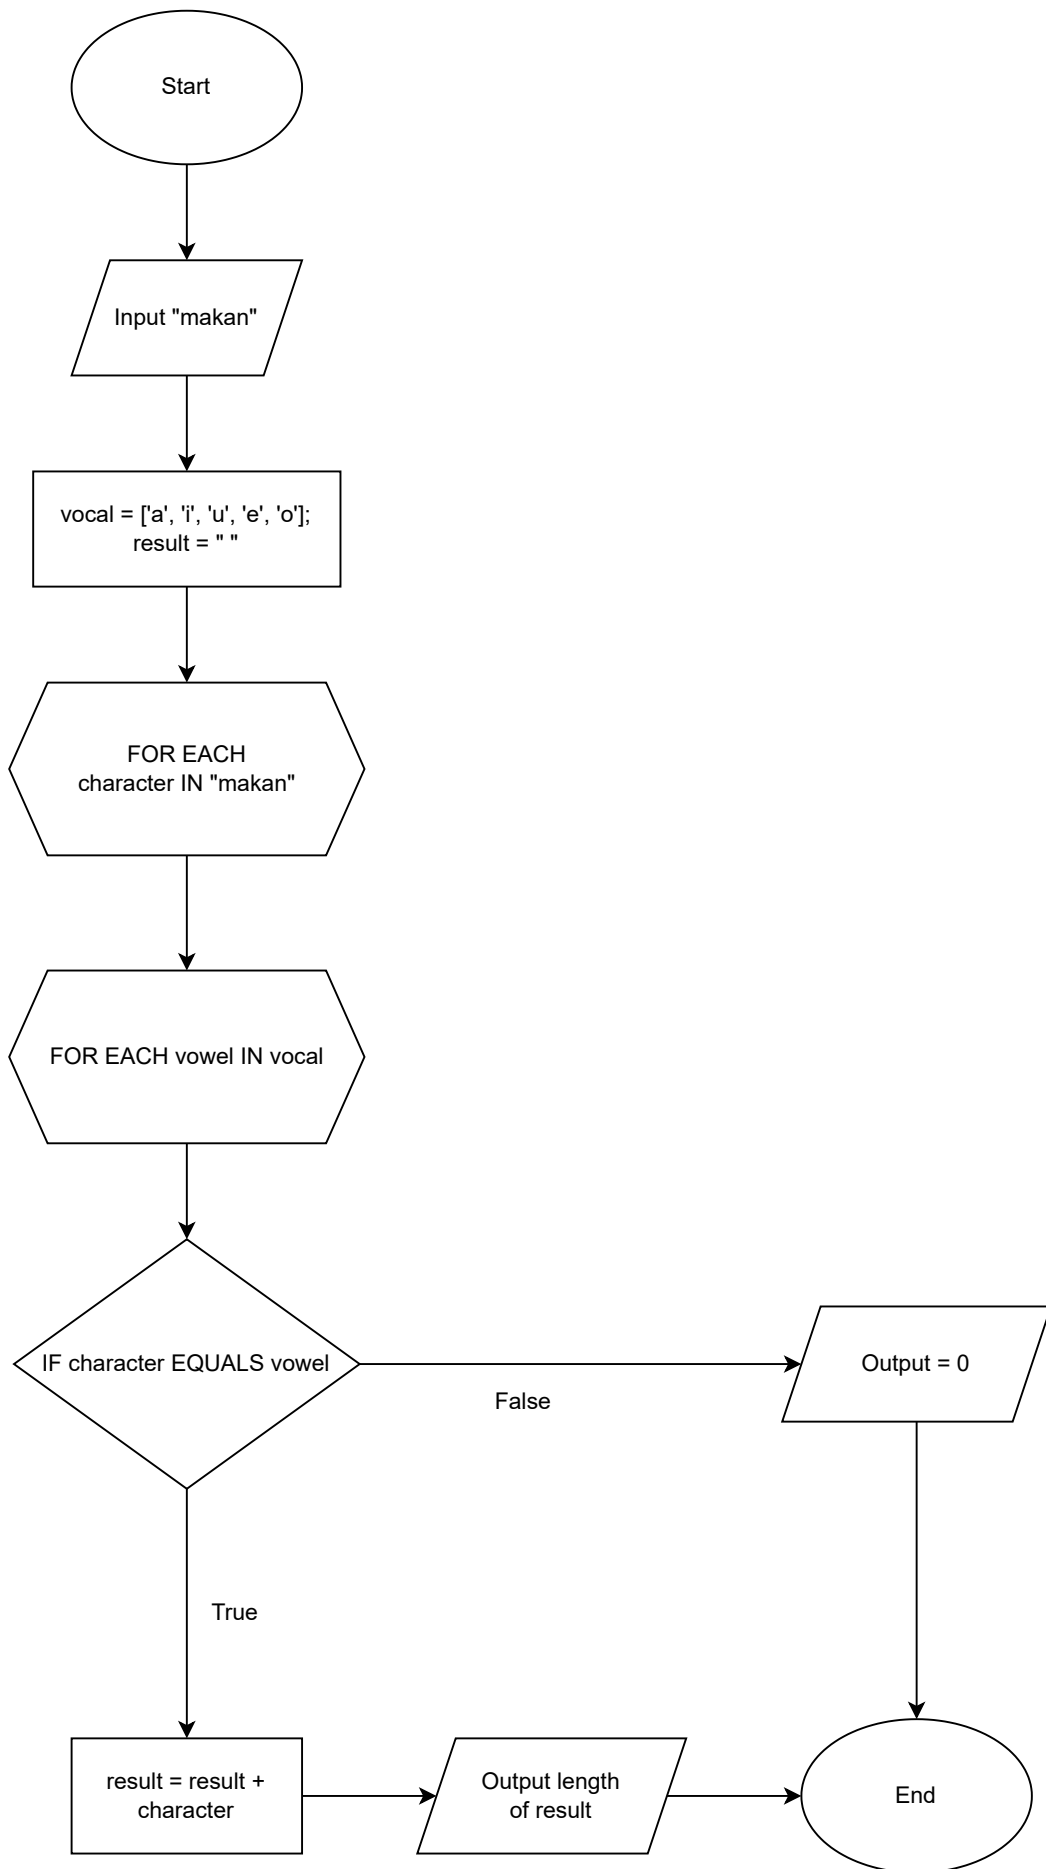 Start
Input "makan"
vocal = ['a', 'i', 'u', 'e', 'o'];
result = " "
FOR EACH
character IN "makan"
FOR EACH vowel IN vocal
IF character EQUALS vowel
False
Output = 0
True
result = result +
character
Output length
of result
End